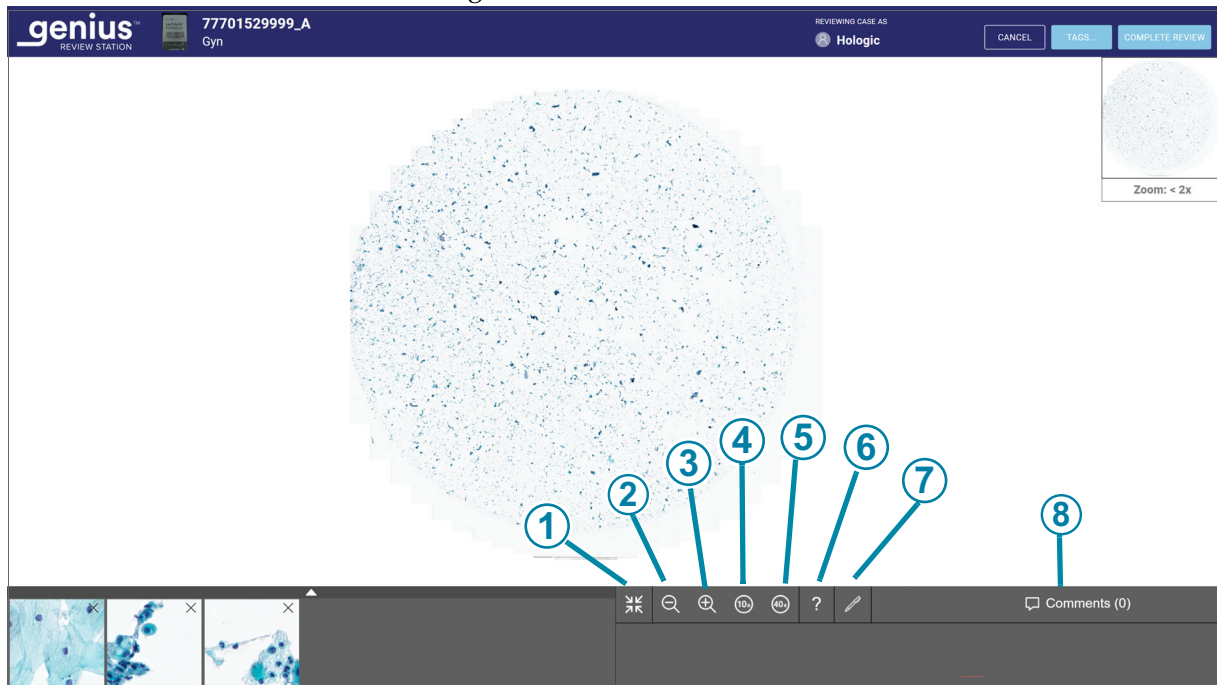 genius™
REVIEW STATION
77701529999_A
Gyn
REVIEWING CASE AS
Hologic
CANCEL
TAGS...
COMPLETE REVIEW
Zoom: < 2x
1
2
3
4
5
6
7
8
10x
40x
?
Comments (0)